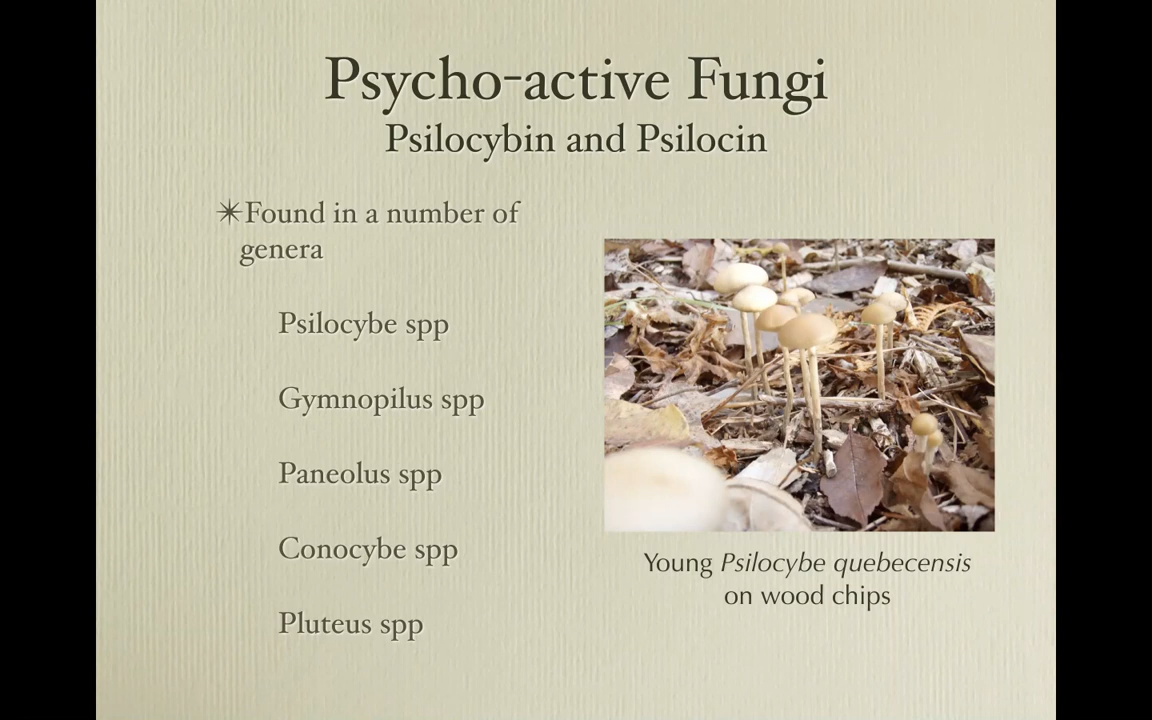 Psycho-active Fungi
Psilocybin and Psilocin
✴Found in a number of
genera
Psilocybe spp
Gymnopilus spp
Paneolus spp
Conocybe spp
Pluteus spp
Young Psilocybe quebecensis
on wood chips